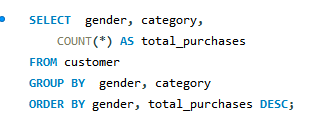 SELECT  gender, category,
    COUNT(*) AS total_purchases
FROM customer
GROUP BY  gender, category
ORDER BY gender, total_purchases DESC;